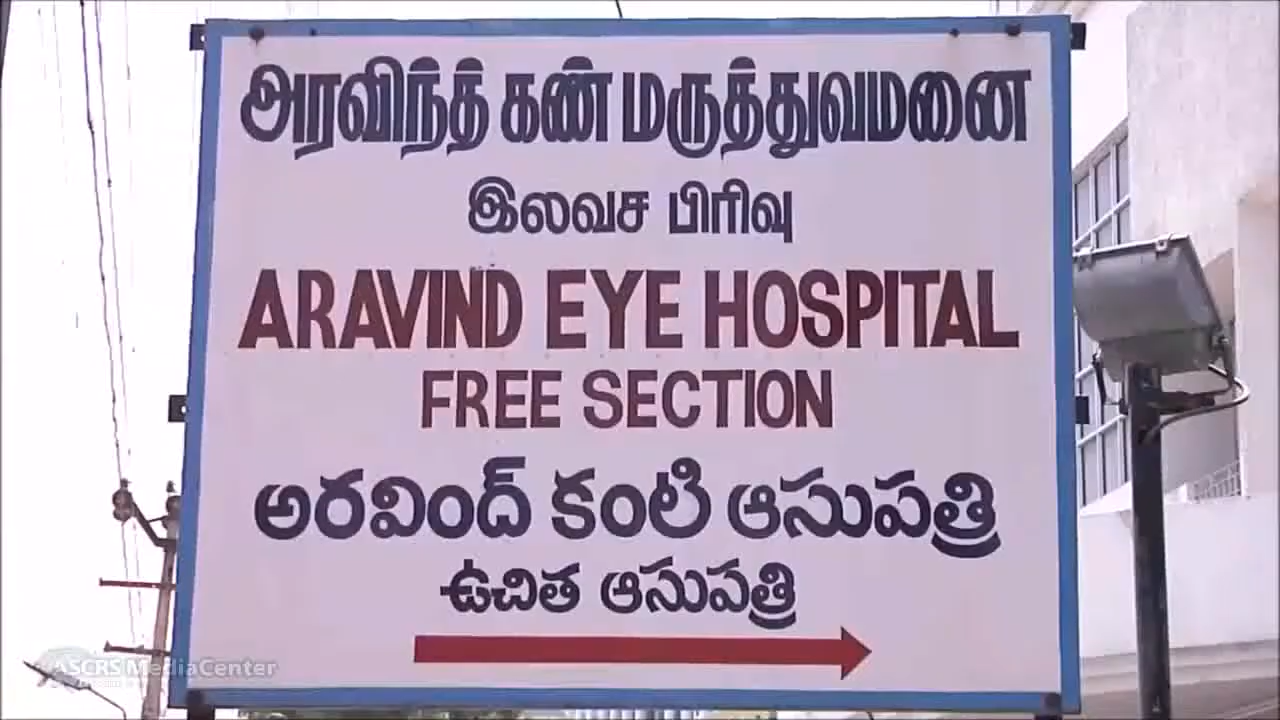 அரவிந்த் கண் மருத்துவமனை
இலவச பிரிவு
ARAVIND EYE HOSPITAL
FREE SECTION
అరవింద్ కంటి ఆసుపత్రి
ఉచిత ఆసుపత్రి
ASCRS MediaCenter